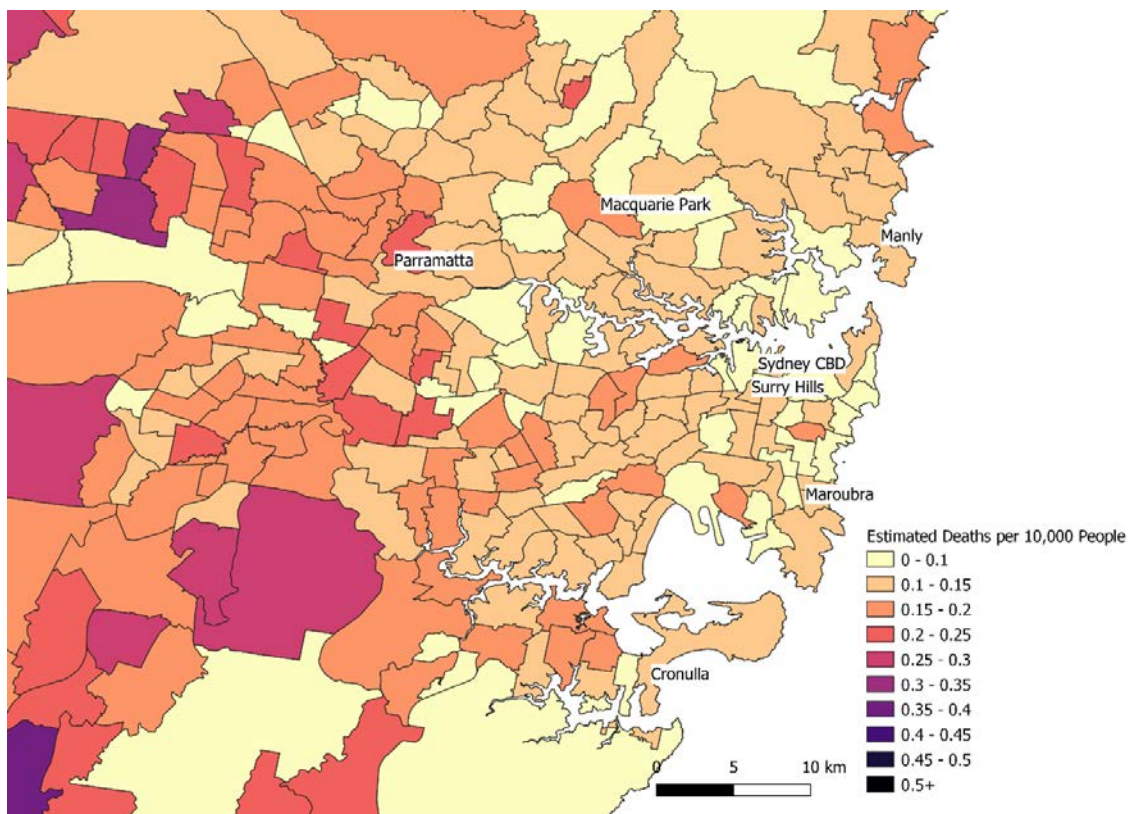 Macquarie Park
Manly
Parramatta
Sydney CBD
Surry Hills
Maroubra
Estimated Deaths per 10,000 People
0 - 0.1
0.1 - 0.15
0.15 - 0.2
0.2 - 0.25
0.25 - 0.3
0.3 - 0.35
0.35 - 0.4
0.4 - 0.45
0.45 - 0.5
0.5+
Cronulla
0 5 10 km